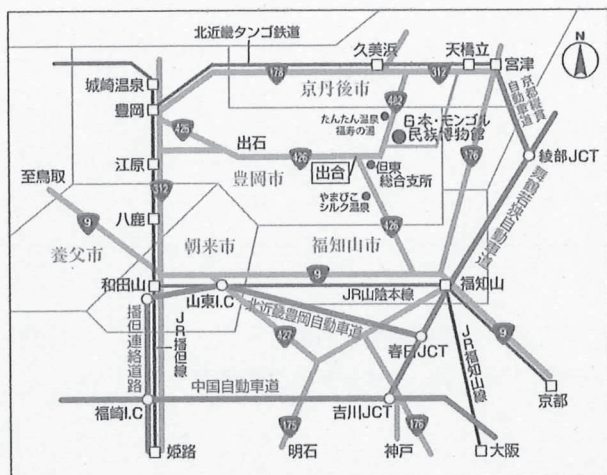 北近畿タンゴ鉄道
久美浜
天橋立
宮津
N
城崎温泉
178
京丹後市
312
482
京都縦貫
自動車道
豊岡
たんたん温泉
福寿の湯
日本・モンゴル
民族博物館
426
出石
176
綾部JCT
江原
426
出合
但東
総合支所
豊岡市
至鳥取
312
やまびこ
シルク温泉
舞鶴若狭自動車道
9
八鹿
朝来市
福知山市
426
養父市
9
和田山
山東I.C
JR山陰本線
福知山
播但連絡道路
JR播但線
北近畿豊岡自動車道
427
春日JCT
JR福知山線
9
中国自動車道
福崎I.C
吉川JCT
京都
175
176
姫路
明石
神戸
大阪